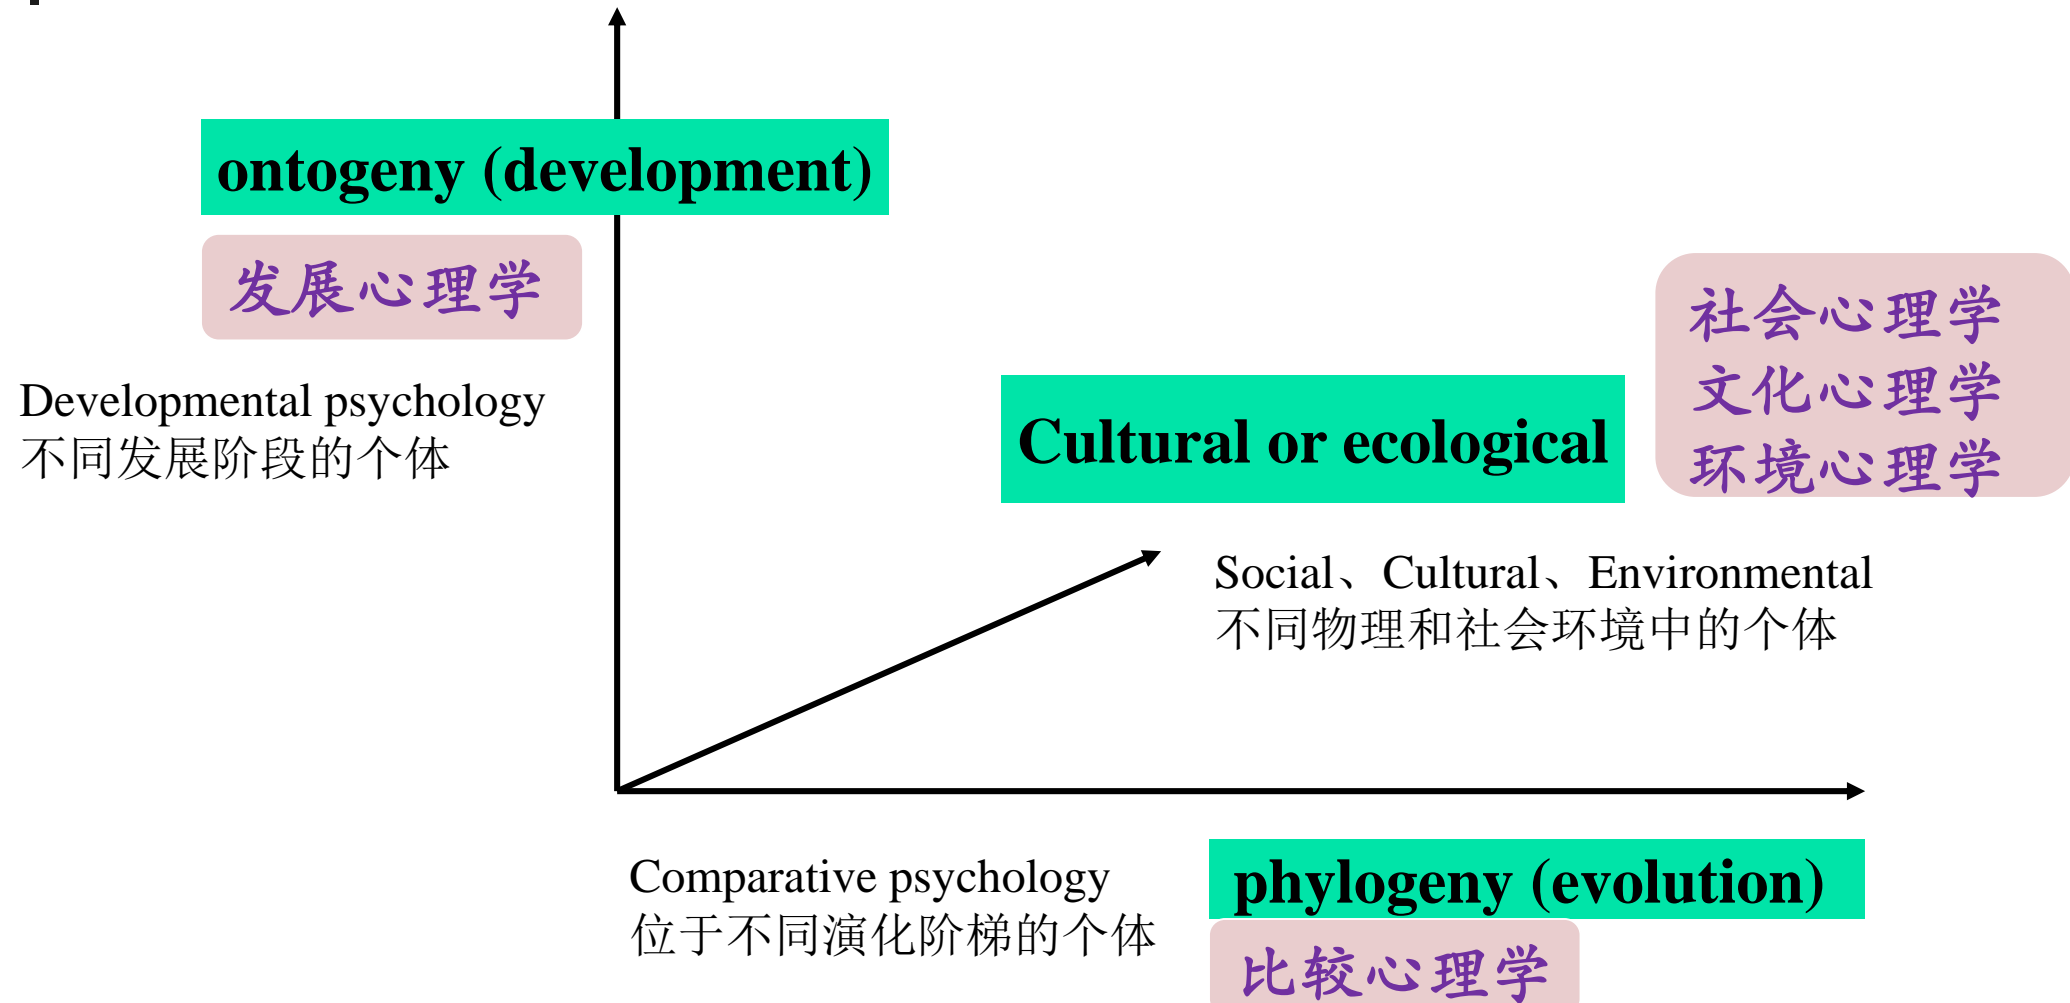 ontogeny (development)
发展心理学
Developmental psychology
不同发展阶段的个体
社会心理学
文化心理学
环境心理学
Cultural or ecological
Social、Cultural、Environmental
不同物理和社会环境中的个体
Comparative psychology
位于不同演化阶梯的个体
phylogeny (evolution)
比较心理学